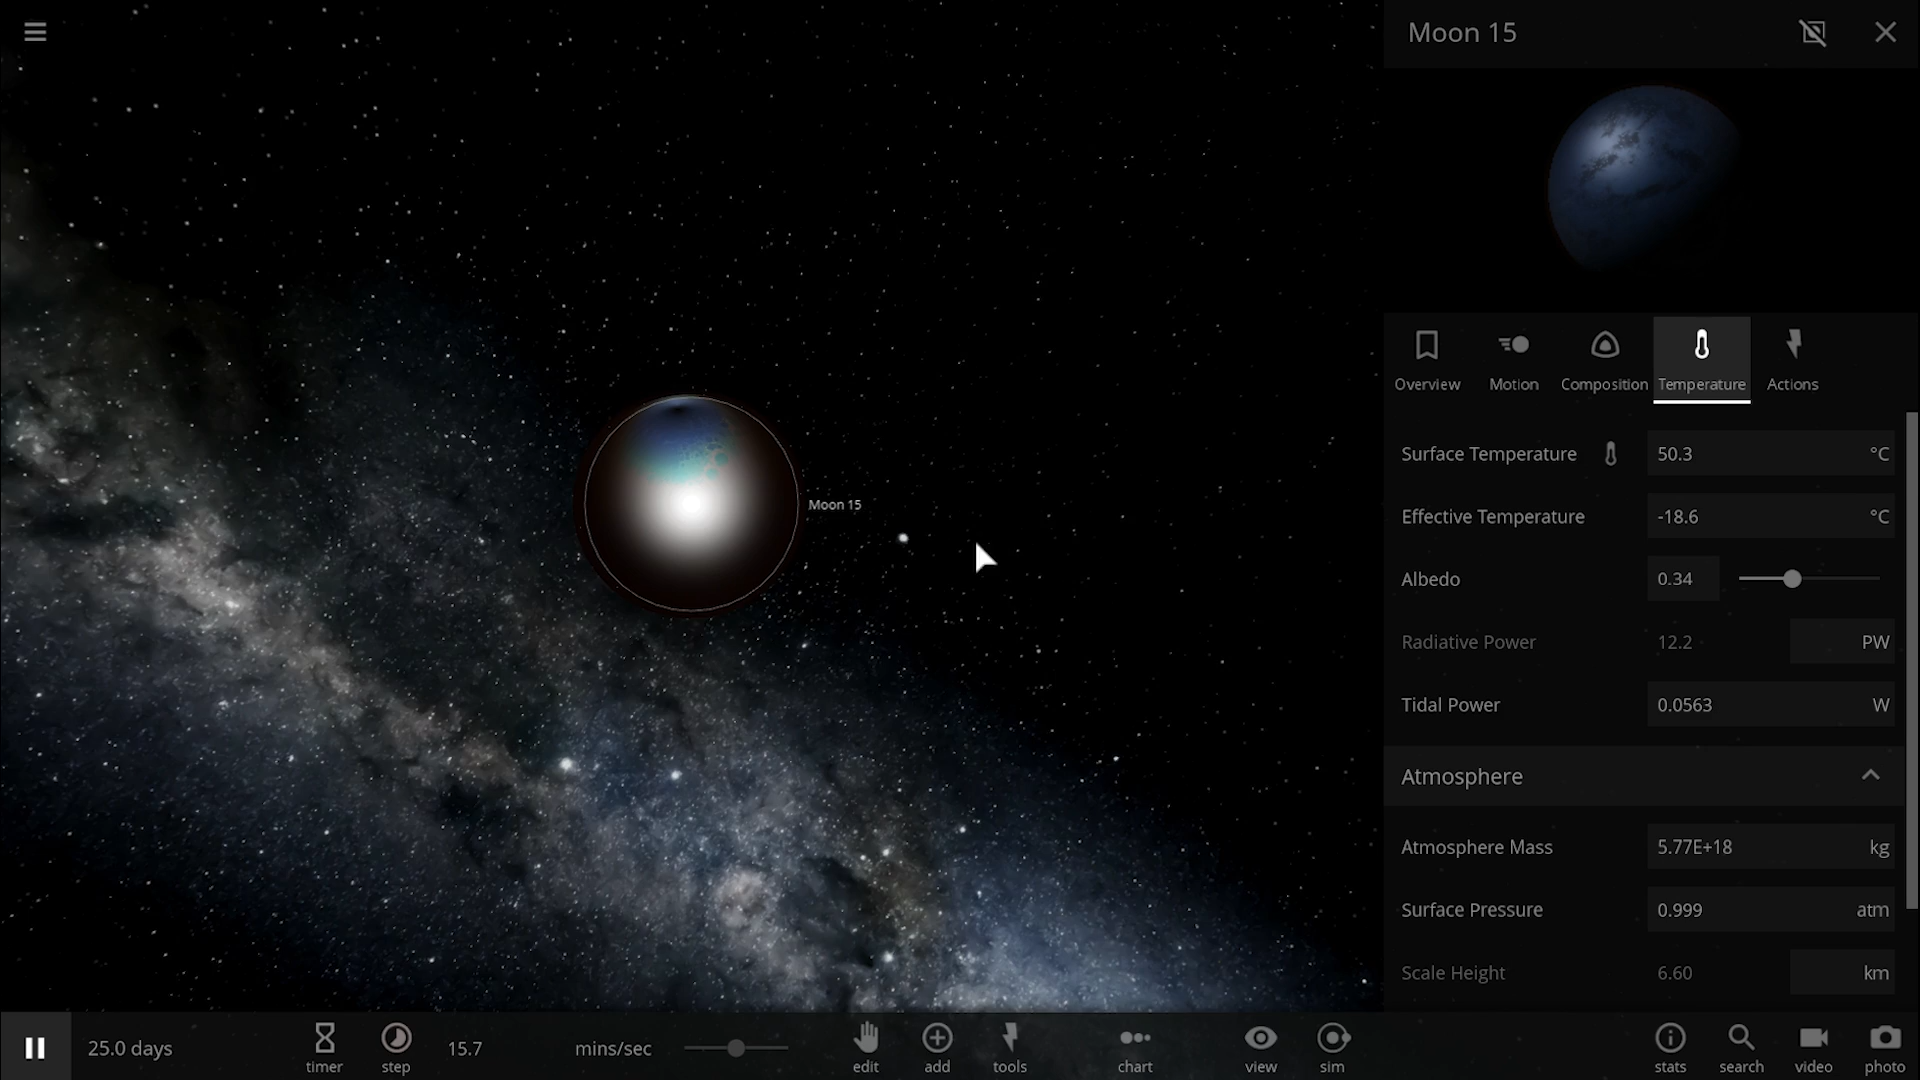 Moon 15
Overview Motion Composition Temperature Actions
Surface Temperature 50.3 °C
Effective Temperature -18.6 °C
Albedo 0.34
Radiative Power 12.2 PW
Tidal Power 0.0563 W
Atmosphere
Atmosphere Mass 5.77E+18 kg
Surface Pressure 0.999 atm
Scale Height 6.60 km
Moon 15
25.0 days
timer
step
15.7 mins/sec
edit
add
tools
chart
view
sim
stats
search
video
photo